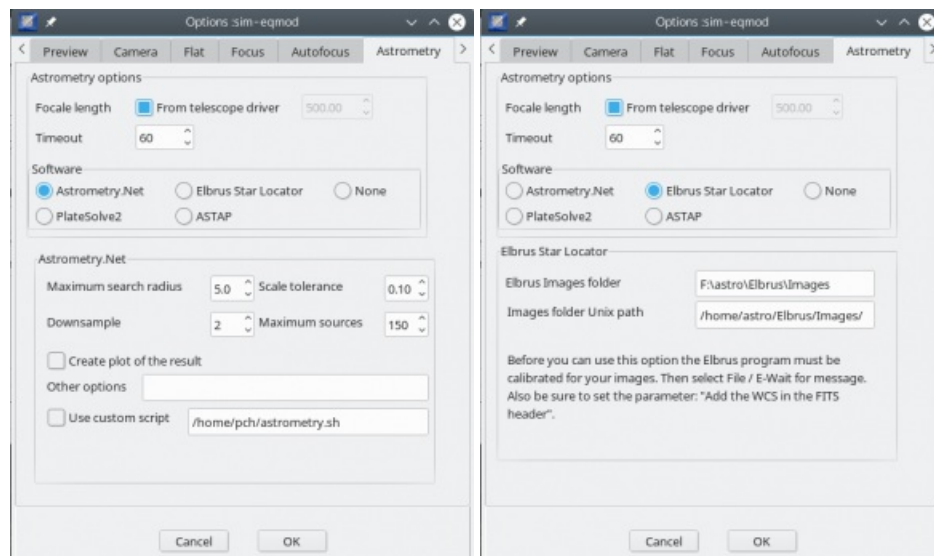 Options :sim-eqmod
Preview Camera Flat Focus Autofocus Astrometry
Astrometry options
Focale length From telescope driver 500.00
Timeout 60
Software
Astrometry.Net Elbrus Star Locator None
PlateSolve2 ASTAP
Astrometry.Net
Maximum search radius 5.0 Scale tolerance 0.10
Downsample 2 Maximum sources 150
Create plot of the result
Other options
Use custom script /home/pch/astrometry.sh
Cancel OK
Options :sim-eqmod
Preview Camera Flat Focus Autofocus Astrometry
Astrometry options
Focale length From telescope driver 500.00
Timeout 60
Software
Astrometry.Net Elbrus Star Locator None
PlateSolve2 ASTAP
Elbrus Star Locator
Elbrus Images folder F:\astro\Elbrus\Images
Images folder Unix path /home/astro/Elbrus/Images/
Before you can use this option the Elbrus program must be
calibrated for your images. Then select File / E-Wait for message.
Also be sure to set the parameter: "Add the WCS in the FITS
header".
Cancel OK